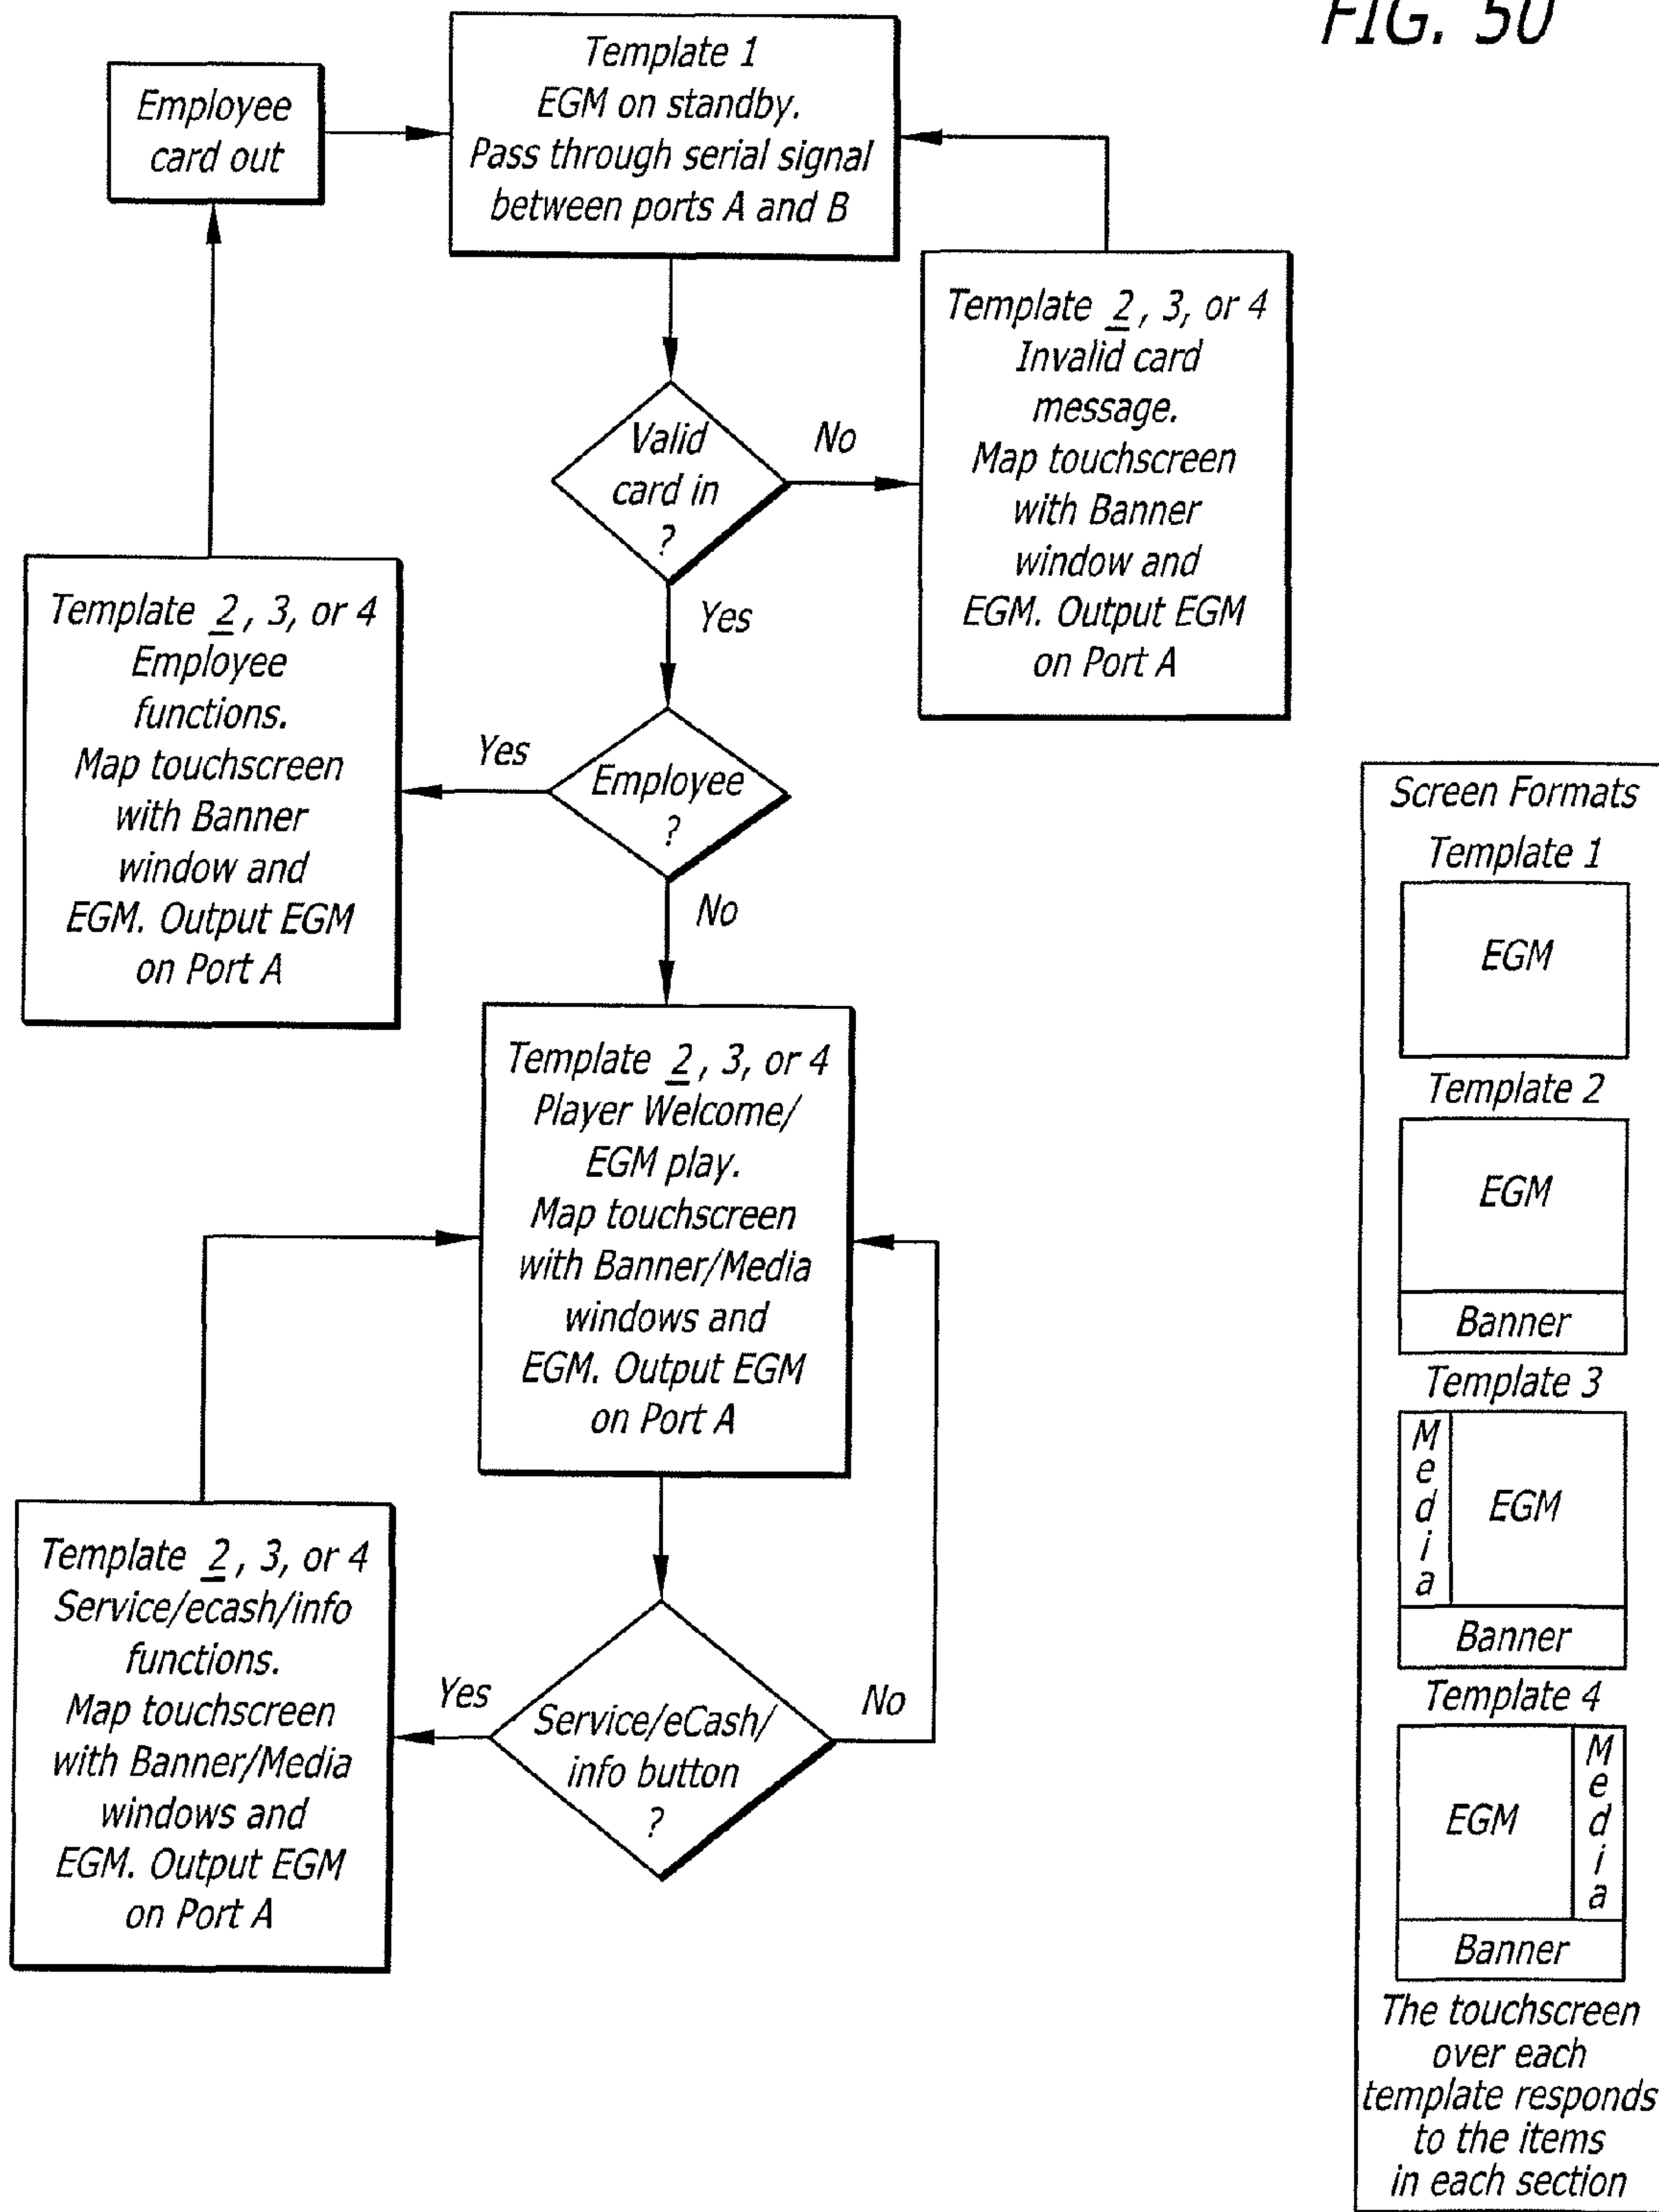 FIG. 50
Employee
card out
Template 1
EGM on standby.
Pass through serial signal
between ports A and B
Template 2, 3, or 4
Invalid card
message.
Map touchscreen
with Banner
window and
EGM. Output EGM
on Port A
Valid
card in
?
No
Yes
Template 2, 3, or 4
Employee
functions.
Map touchscreen
with Banner
window and
EGM. Output EGM
on Port A
Yes
Employee
?
No
Template 2, 3, or 4
Player Welcome/
EGM play.
Map touchscreen
with Banner/Media
windows and
EGM. Output EGM
on Port A
Template 2, 3, or 4
Service/ecash/info
functions.
Map touchscreen
with Banner/Media
windows and
EGM. Output EGM
on Port A
Yes
Service/eCash/
info button
?
No
Screen Formats
Template 1
EGM
Template 2
EGM
Banner
Template 3
Media
EGM
Banner
Template 4
EGM
Media
Banner
The touchscreen
over each
template responds
to the items
in each section